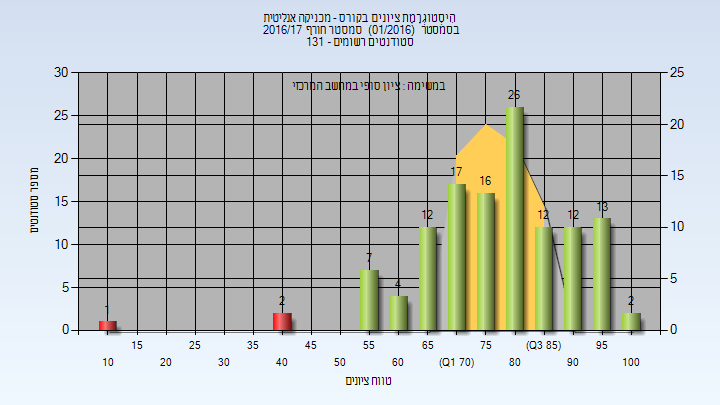 היסטוגרמת ציונים בקורס - מכניקה אנליטית
בסמסטר (01/2016) סמסטר חורף 2016/17
סטודנטים רשומים - 131
במשימה : ציון סופי במחשב המרכזי
מספר סטודנטים
30 25 20 15 10 5 0
25 20 15 10 5 0
1 2 7 4 12 17 16 26 12 12 13 2
15 25 35 45 55 65 75 (Q3 85) 95
10 20 30 40 50 60 (Q1 70) 80 90 100
טווח ציונים